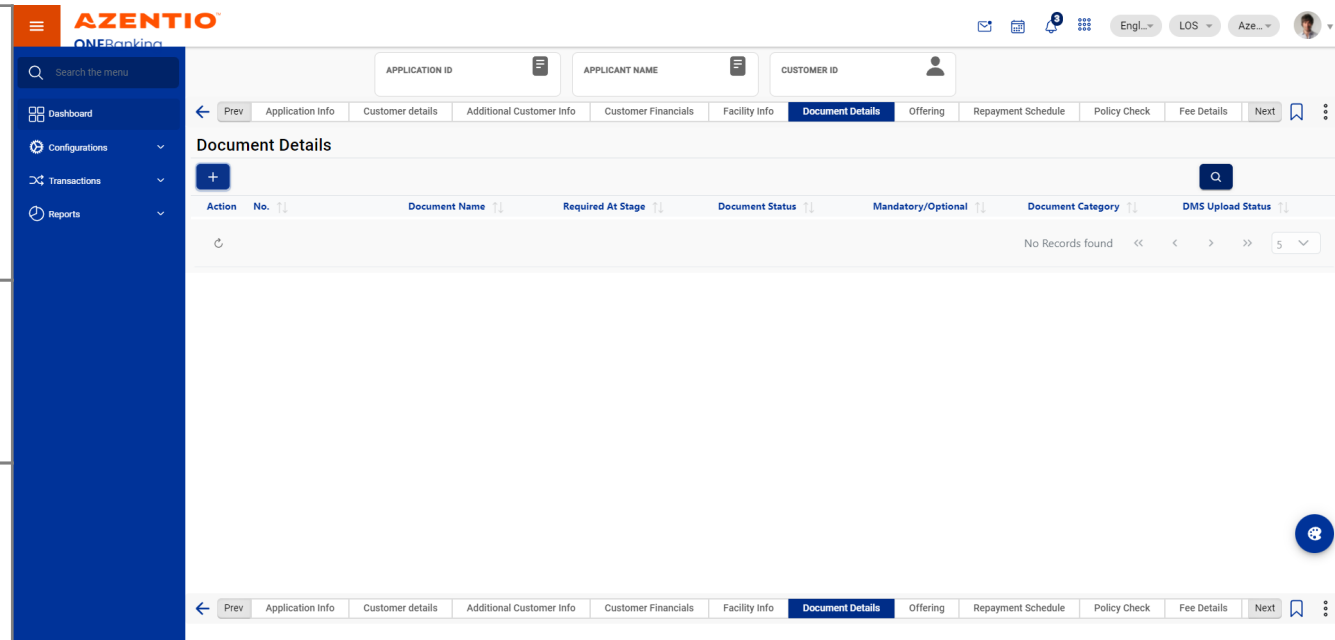 AZENTIO
ONEBanking
3
Engl...
LOS
Aze...
Search the menu
Dashboard
Configurations
Transactions
Reports
APPLICATION ID
APPLICANT NAME
CUSTOMER ID
Prev Application Info Customer details Additional Customer Info Customer Financials Facility Info Document Details Offering Repayment Schedule Policy Check Fee Details Next
Document Details
+
Action No. Document Name Required At Stage Document Status Mandatory/Optional Document Category DMS Upload Status
No Records found << < > >> 5
Prev Application Info Customer details Additional Customer Info Customer Financials Facility Info Document Details Offering Repayment Schedule Policy Check Fee Details Next